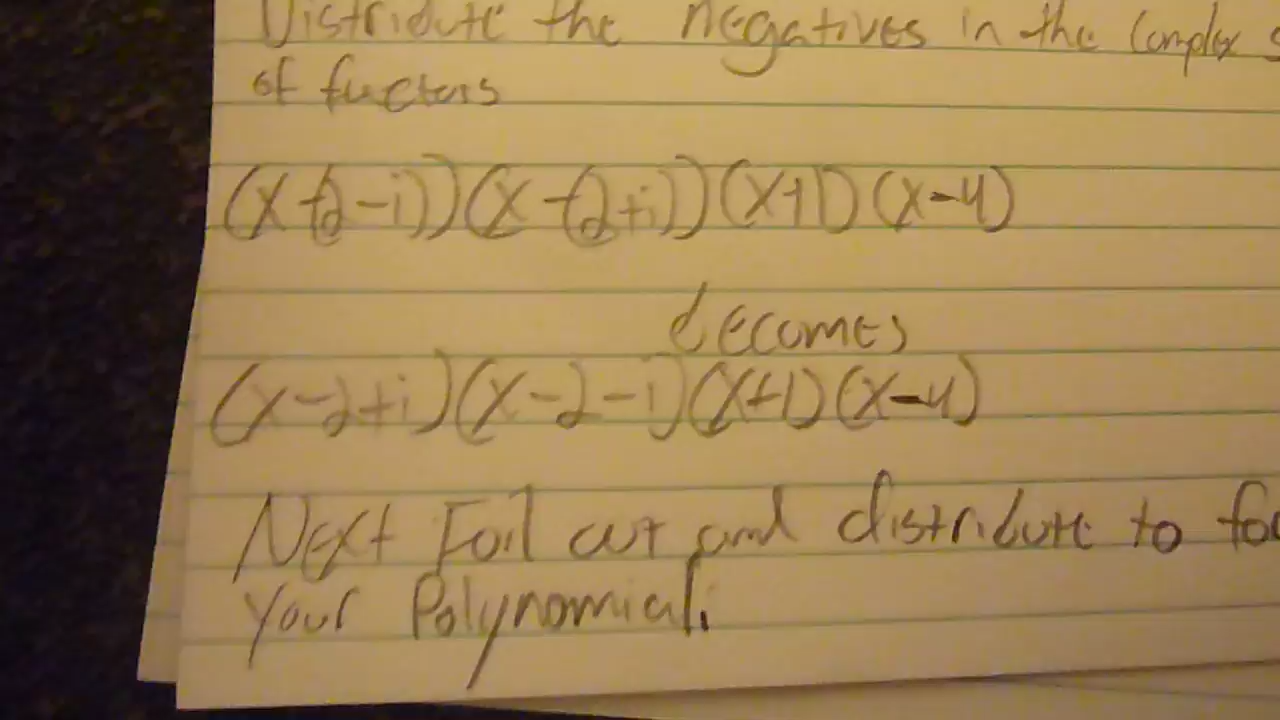 Distribute the negatives in the complex
of factors
(x-(2-i))(x-(2+i))(x+1)(x-4)
becomes
(x-2+i)(x-2-i)(x+1)(x-4)
Next Foil out and distribute to fo
your Polynomial.